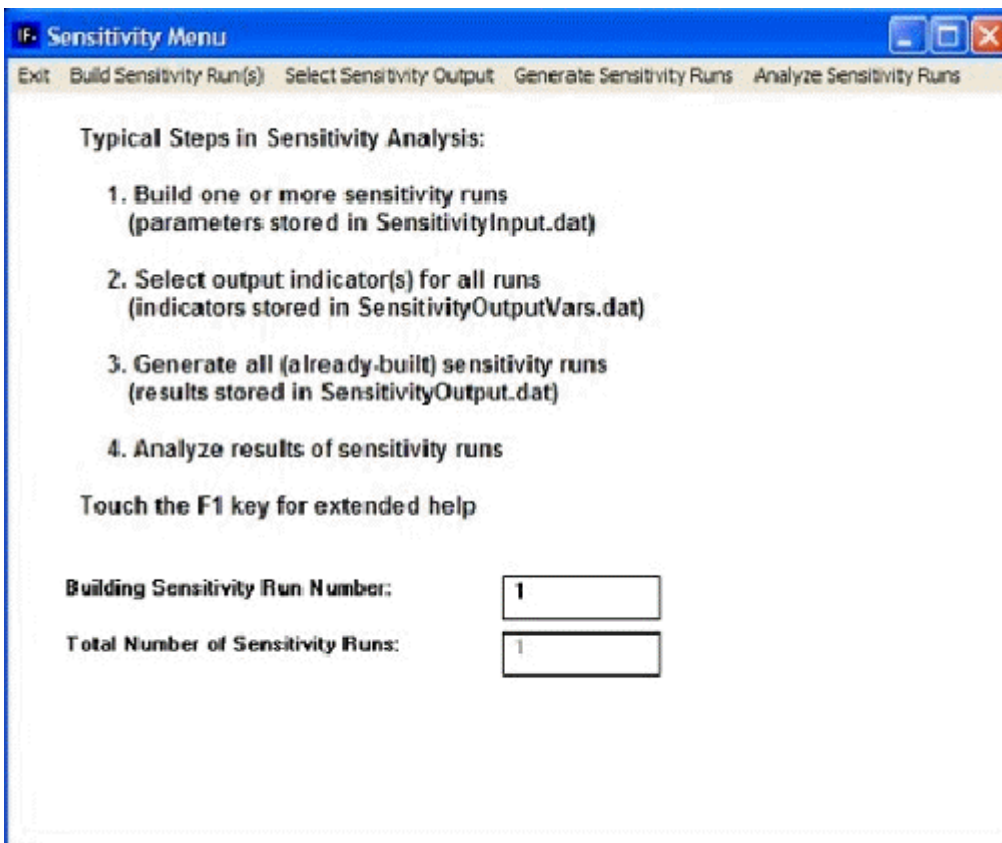 IFs Sensitivity Menu
Exit Build Sensitivity Run(s) Select Sensitivity Output Generate Sensitivity Runs Analyze Sensitivity Runs
Typical Steps in Sensitivity Analysis:
1. Build one or more sensitivity runs
(parameters stored in SensitivityInput.dat)
2. Select output indicator(s) for all runs
(indicators stored in SensitivityOutputVars.dat)
3. Generate all (already-built) sensitivity runs
(results stored in SensitivityOutput.dat)
4. Analyze results of sensitivity runs
Touch the F1 key for extended help
Building Sensitivity Run Number: 1
Total Number of Sensitivity Runs: 1